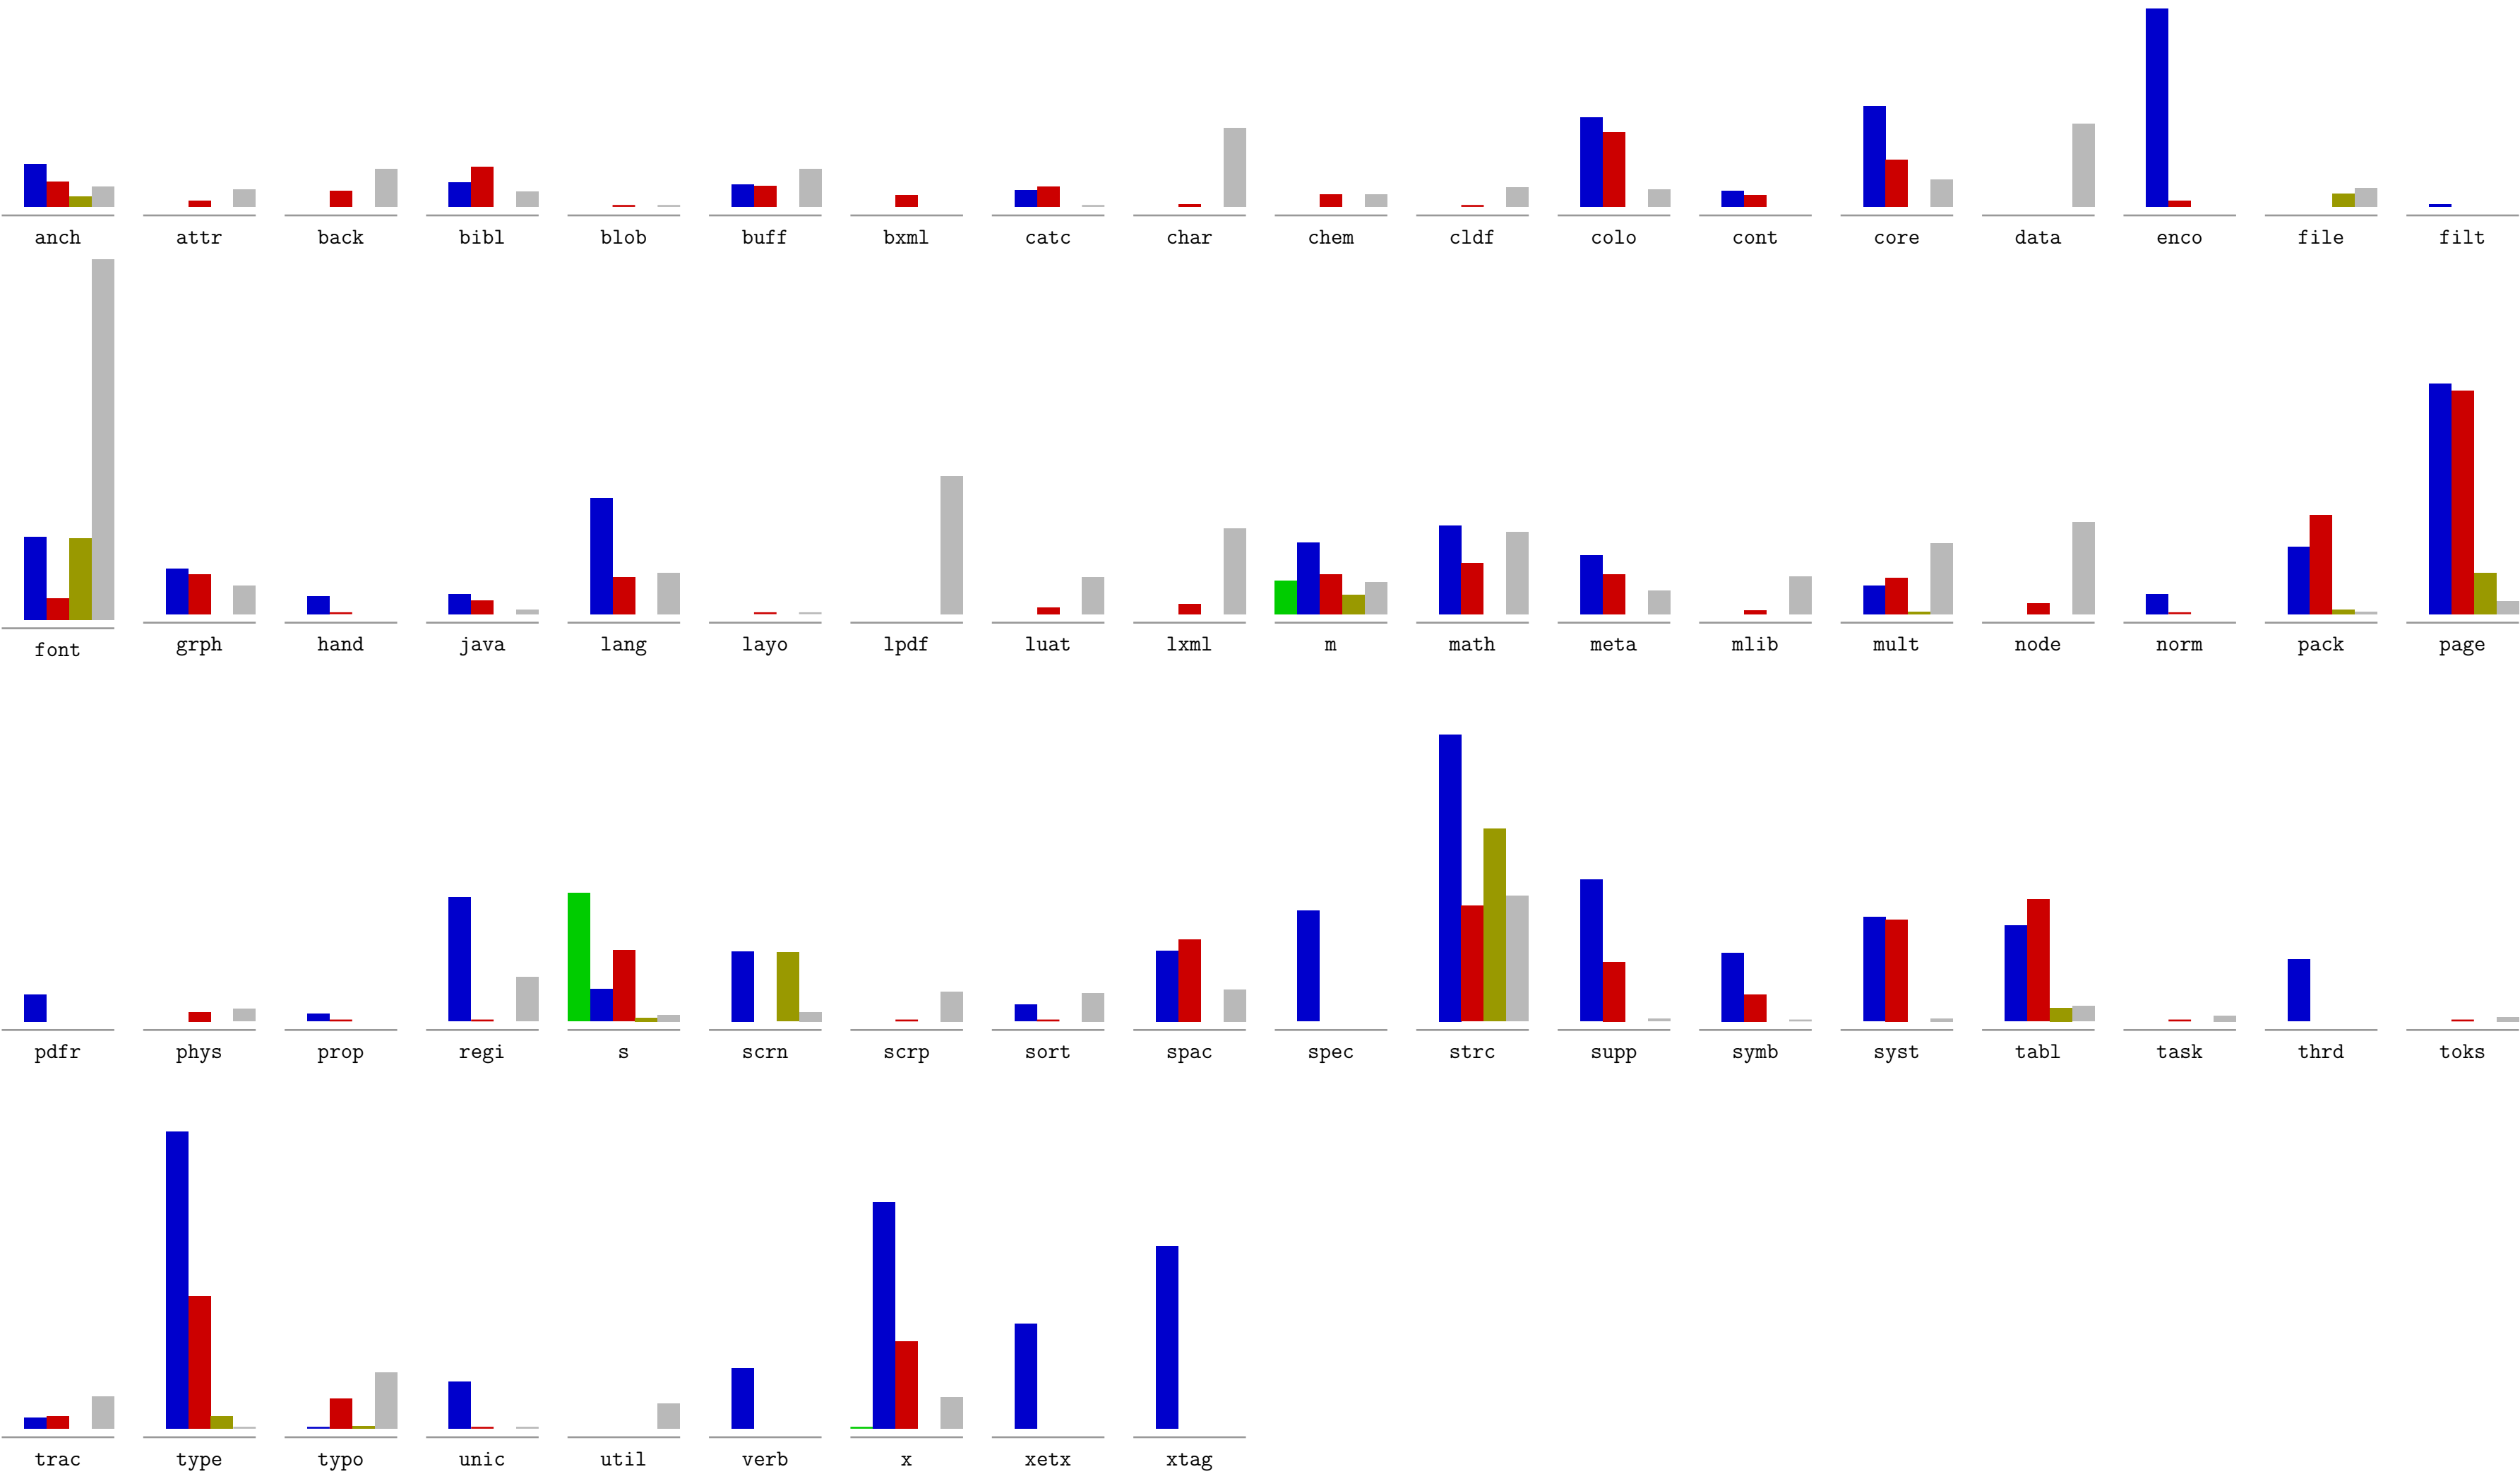 anch attr back bibl blob buff bxml catc char chem cldf colo cont core data enco file filt
font grph hand java lang layo lpdf luat lxml m math meta mlib mult node norm pack page
pdfr phys prop regi s scrn scrp sort spac spec strc supp symb syst tabl task thrd toks
trac type typo unic util verb x xetx xtag